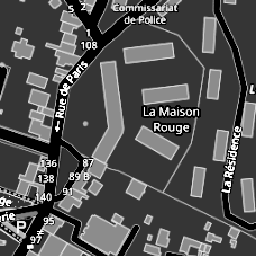 Commissariat
de Police
5
2
1
108
← Rue de Paris
La Maison
Rouge
La Résidence
136
87
138
89 B
91
140
P
95
97